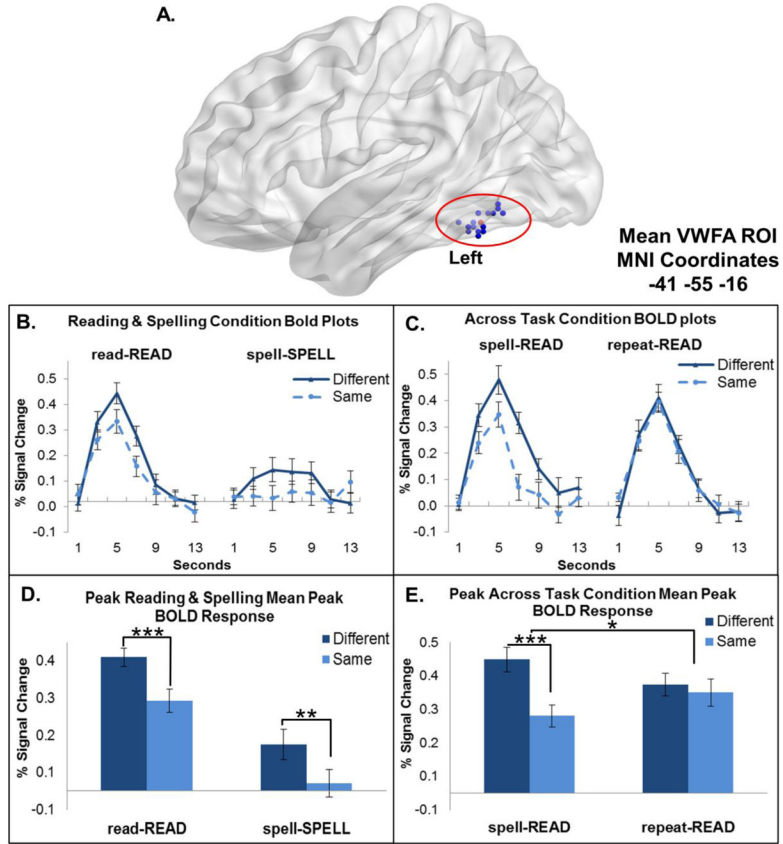 A.
Left
Mean VWFA ROI
MNI Coordinates
-41 -55 -16
B.
Reading & Spelling Condition Bold Plots
read-READ
spell-SPELL
Different
Same
% Signal Change
0.5
0.4
0.3
0.2
0.1
0.0
-0.1
1
5
9
13
1
5
9
13
Seconds
C.
Across Task Condition BOLD plots
spell-READ
repeat-READ
Different
Same
% Signal Change
0.5
0.4
0.3
0.2
0.1
0.0
-0.1
1
5
9
13
1
5
9
13
Seconds
D.
Peak Reading & Spelling Mean Peak
BOLD Response
Different
Same
***
**
% Signal Change
0.4
0.3
0.2
0.1
-0.1
read-READ
spell-SPELL
E.
Peak Across Task Condition Mean Peak
BOLD Response
Different
Same
***
*
% Signal Change
0.5
0.4
0.3
0.2
0.1
-0.1
spell-READ
repeat-READ